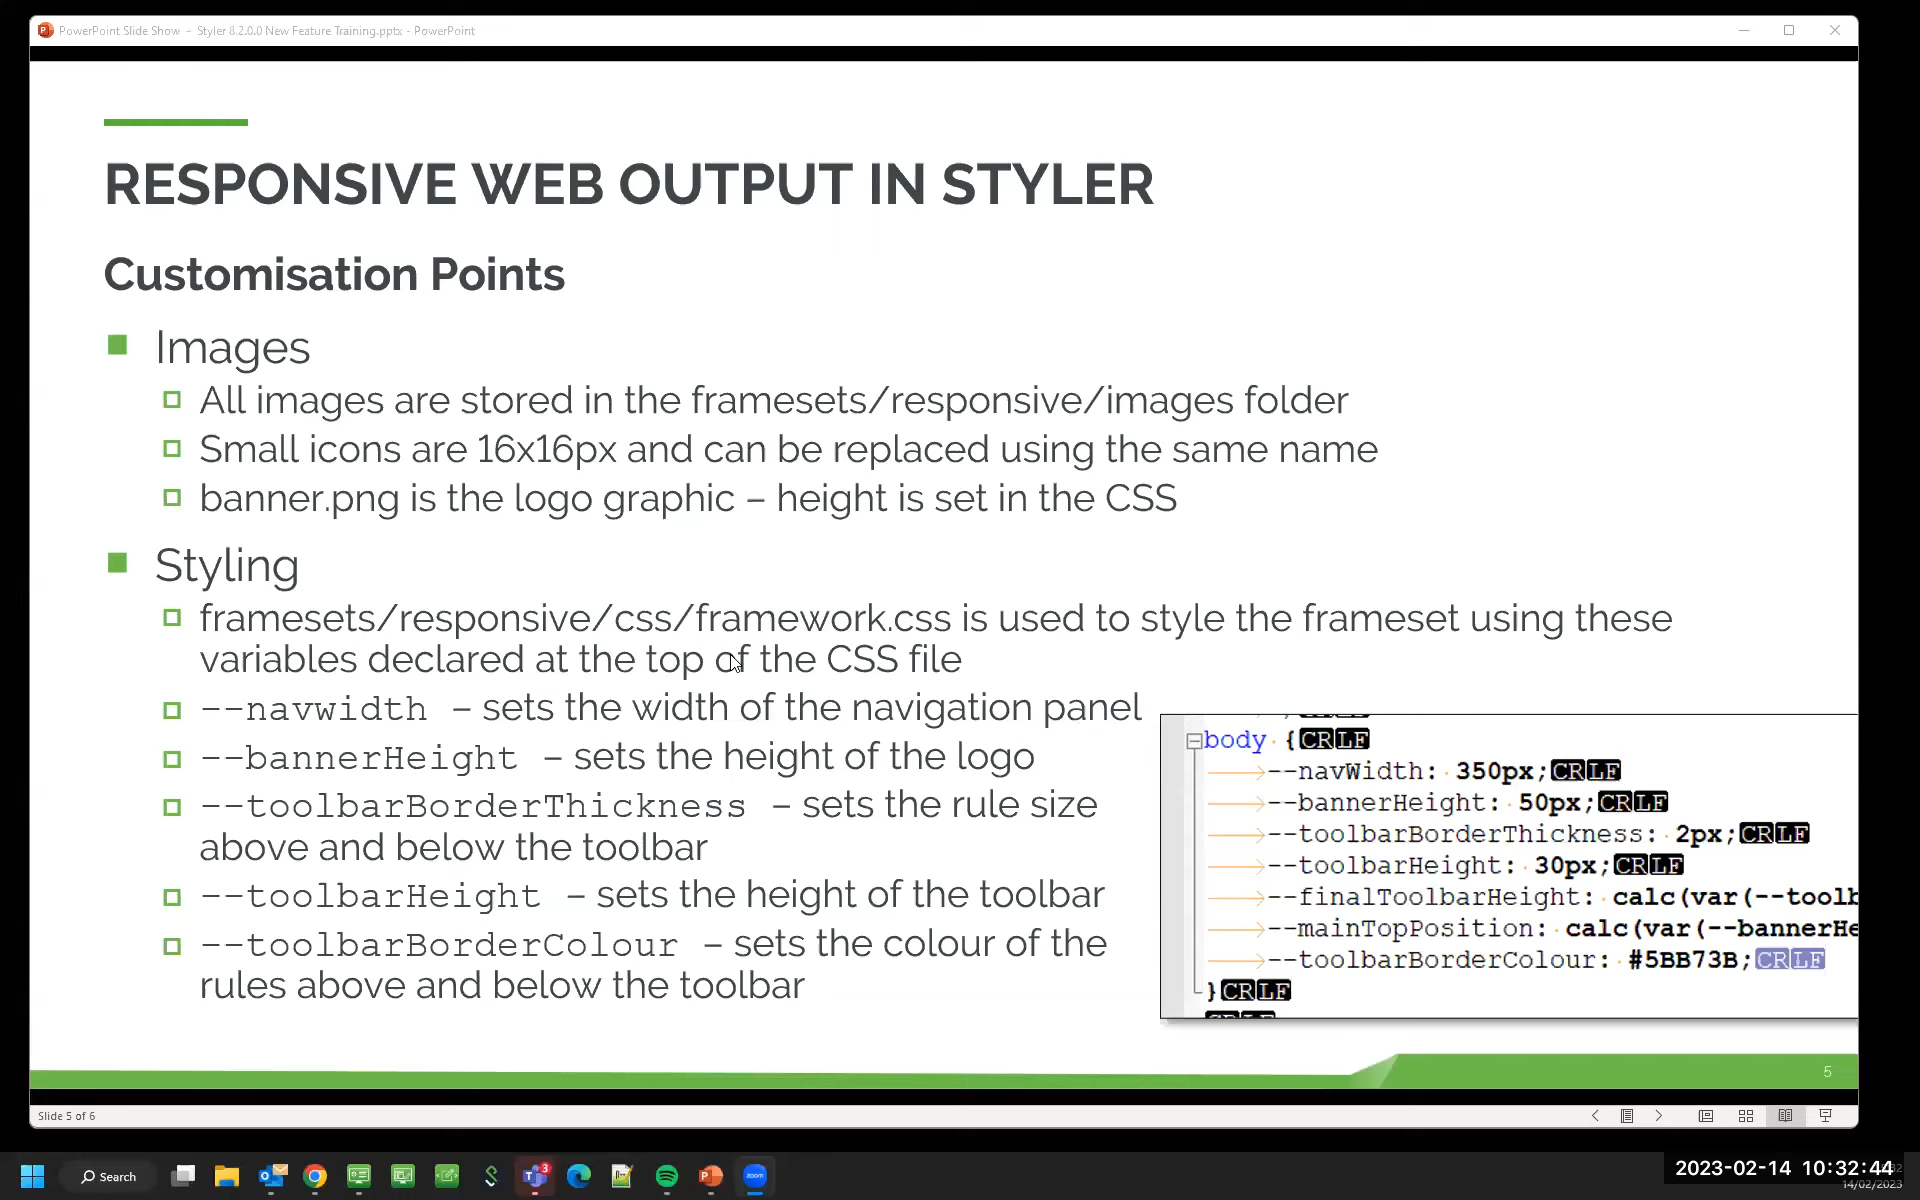 PowerPoint Slide Show - Styler 8.2.0.0 New Feature Training.pptx - PowerPoint
RESPONSIVE WEB OUTPUT IN STYLER
Customisation Points
Images
All images are stored in the framesets/responsive/images folder
Small icons are 16x16px and can be replaced using the same name
banner.png is the logo graphic – height is set in the CSS
Styling
framesets/responsive/css/framework.css is used to style the frameset using these
variables declared at the top of the CSS file
--navwidth – sets the width of the navigation panel
--bannerHeight – sets the height of the logo
--toolbarBorderThickness – sets the rule size
above and below the toolbar
--toolbarHeight – sets the height of the toolbar
--toolbarBorderColour – sets the colour of the
rules above and below the toolbar
body {CRLF
--navWidth: 350px;CRLF
--bannerHeight: 50px;CRLF
--toolbarBorderThickness: 2px;CRLF
--toolbarHeight: 30px;CRLF
--finalToolbarHeight: calc(var(--toolb
--mainTopPosition: calc(var(--bannerHe
--toolbarBorderColour: #5BB73B;CRLF
}CRLF
5
Slide 5 of 6
Search
3
zoom
2023-02-14 10:32:44
14/02/2023